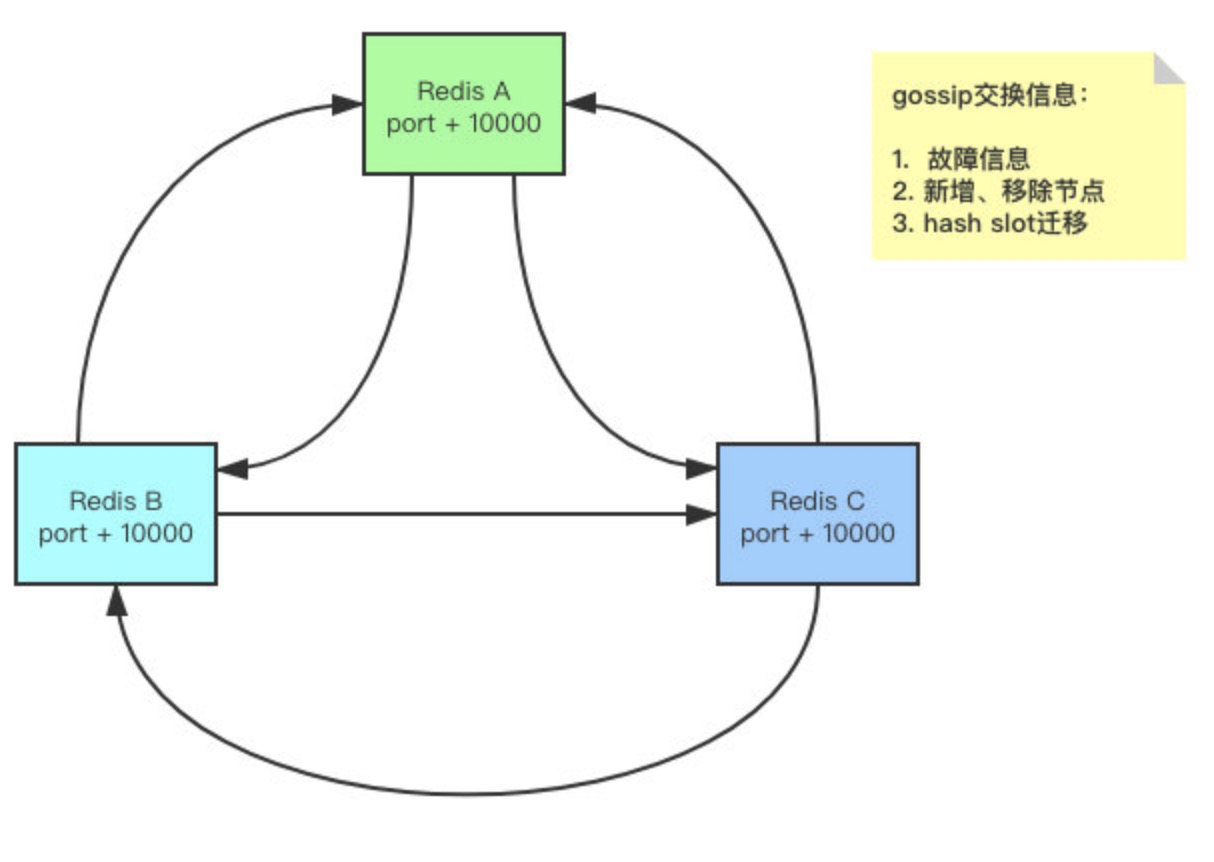 Redis A
port + 10000
gossip交换信息：
1. 故障信息
2. 新增、移除节点
3. hash slot迁移
Redis B
port + 10000
Redis C
port + 10000